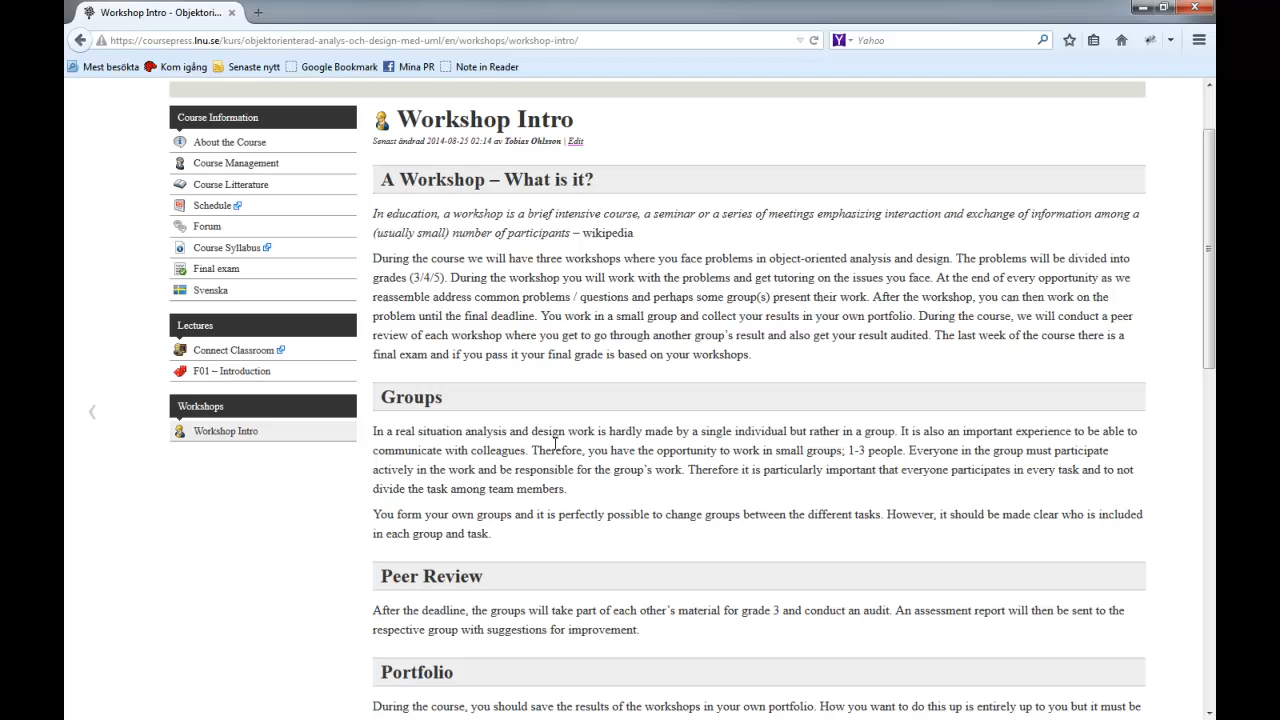 Workshop Intro - Objektori...
https://coursepress.lnu.se/kurs/objektorienterad-analys-och-design-med-uml/en/workshops/workshop-intro/
Yahoo
Mest besökta Kom igång Senaste nytt Google Bookmark Mina PR Note in Reader
Course Information
About the Course
Course Management
Course Litterature
Schedule
Forum
Course Syllabus
Final exam
Svenska
Lectures
Connect Classroom
F01 – Introduction
Workshops
Workshop Intro
Workshop Intro
Senast ändrad 2014-08-25 02:14 av Tobias Ohlsson | Edit
A Workshop – What is it?
In education, a workshop is a brief intensive course, a seminar or a series of meetings emphasizing interaction and exchange of information among a
(usually small) number of participants – wikipedia
During the course we will have three workshops where you face problems in object-oriented analysis and design. The problems will be divided into
grades (3/4/5). During the workshop you will work with the problems and get tutoring on the issues you face. At the end of every opportunity as we
reassemble address common problems / questions and perhaps some group(s) present their work. After the workshop, you can then work on the
problem until the final deadline. You work in a small group and collect your results in your own portfolio. During the course, we will conduct a peer
review of each workshop where you get to go through another group's result and also get your result audited. The last week of the course there is a
final exam and if you pass it your final grade is based on your workshops.
Groups
In a real situation analysis and design work is hardly made by a single individual but rather in a group. It is also an important experience to be able to
communicate with colleagues. Therefore, you have the opportunity to work in small groups; 1-3 people. Everyone in the group must participate
actively in the work and be responsible for the group's work. Therefore it is particularly important that everyone participates in every task and to not
divide the task among team members.
You form your own groups and it is perfectly possible to change groups between the different tasks. However, it should be made clear who is included
in each group and task.
Peer Review
After the deadline, the groups will take part of each other's material for grade 3 and conduct an audit. An assessment report will then be sent to the
respective group with suggestions for improvement.
Portfolio
During the course, you should save the results of the workshops in your own portfolio. How you want to do this up is entirely up to you but it must be